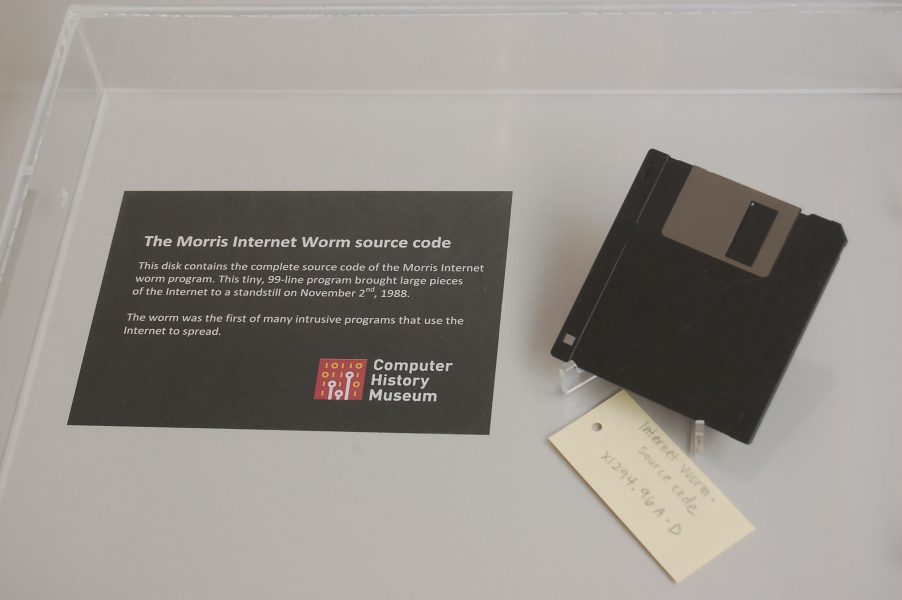 The Morris Internet Worm source code
This disk contains the complete source code of the Morris Internet
worm program. This tiny, 99-line program brought large pieces
of the Internet to a standstill on November 2nd, 1988.
The worm was the first of many intrusive programs that use the
Internet to spread.
10110
Computer
History
Museum
Internet Worm-
source code
X1294.96 A-D